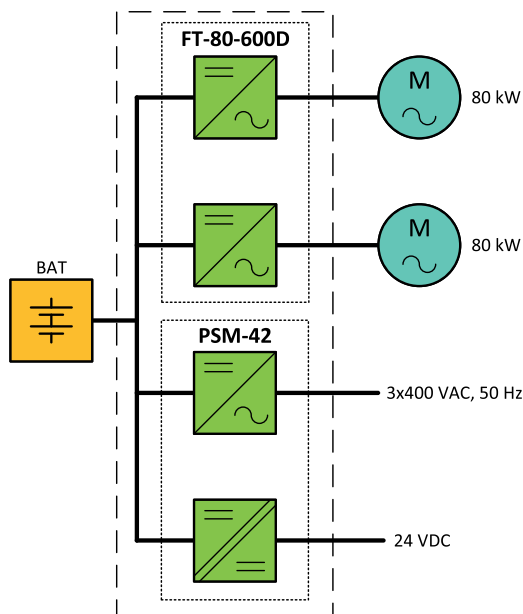 FT-80-600D
M
80 kW
M
80 kW
BAT
PSM-42
3x400 VAC, 50 Hz
24 VDC